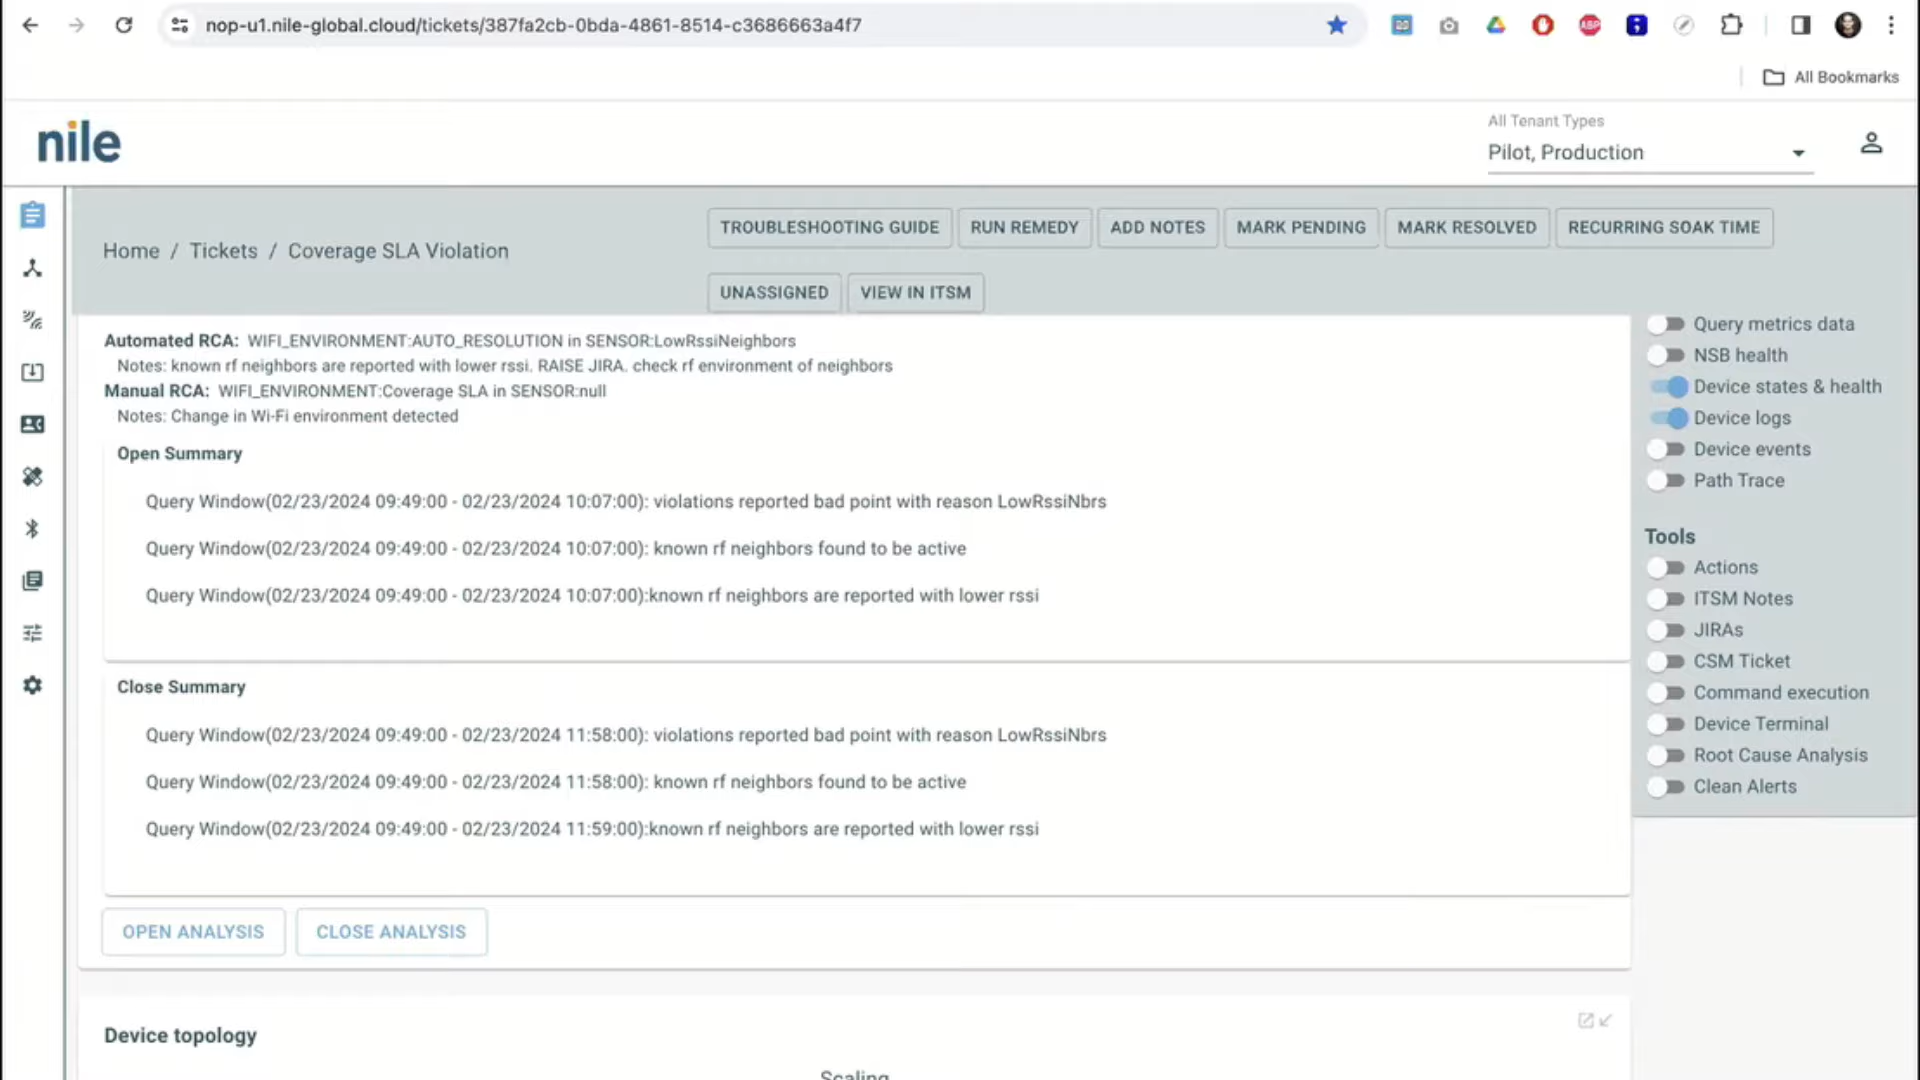 nop-u1.nile-global.cloud/tickets/387fa2cb-0bda-4861-8514-c3686663a4f7
ABP
All Bookmarks
nile
All Tenant Types
Pilot, Production
Home / Tickets / Coverage SLA Violation
TROUBLESHOOTING GUIDE
RUN REMEDY
ADD NOTES
MARK PENDING
MARK RESOLVED
RECURRING SOAK TIME
UNASSIGNED
VIEW IN ITSM
Automated RCA: WIFI_ENVIRONMENT:AUTO_RESOLUTION in SENSOR:LowRssiNeighbors
Notes: known rf neighbors are reported with lower rssi. RAISE JIRA. check rf environment of neighbors
Manual RCA: WIFI_ENVIRONMENT:Coverage SLA in SENSOR:null
Notes: Change in Wi-Fi environment detected
Open Summary
Query Window(02/23/2024 09:49:00 - 02/23/2024 10:07:00): violations reported bad point with reason LowRssiNbrs
Query Window(02/23/2024 09:49:00 - 02/23/2024 10:07:00): known rf neighbors found to be active
Query Window(02/23/2024 09:49:00 - 02/23/2024 10:07:00):known rf neighbors are reported with lower rssi
Close Summary
Query Window(02/23/2024 09:49:00 - 02/23/2024 11:58:00): violations reported bad point with reason LowRssiNbrs
Query Window(02/23/2024 09:49:00 - 02/23/2024 11:58:00): known rf neighbors found to be active
Query Window(02/23/2024 09:49:00 - 02/23/2024 11:59:00):known rf neighbors are reported with lower rssi
OPEN ANALYSIS
CLOSE ANALYSIS
Device topology
Scaling
Query metrics data
NSB health
Device states & health
Device logs
Device events
Path Trace
Tools
Actions
ITSM Notes
JIRAs
CSM Ticket
Command execution
Device Terminal
Root Cause Analysis
Clean Alerts